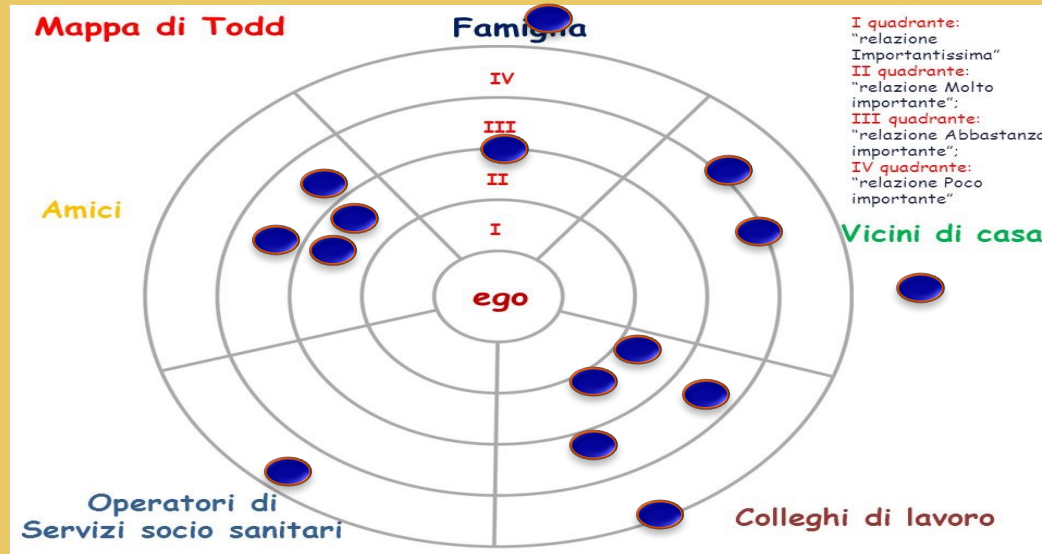 Mappa di Todd
Famiglia
I quadrante:
“relazione
Importantissima”
II quadrante:
“relazione Molto
importante”;
III quadrante:
“relazione Abbastanza
importante”;
IV quadrante:
“relazione Poco
importante”
IV
III
II
I
Amici
Vicini di casa
ego
Operatori di
Servizi socio sanitari
Colleghi di lavoro